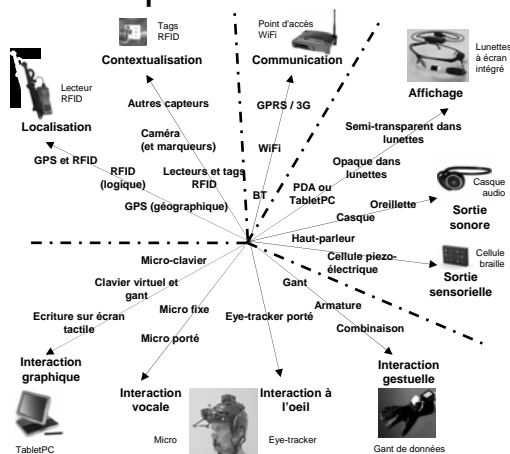 Tags
RFID
Point d'accès
WiFi
Lunettes
à écran
intégré
Contextualisation
Communication
Affichage
Lecteur
RFID
Localisation
Autres capteurs
GPRS / 3G
Semi-transparent dans
lunettes
Caméra
(et marqueurs)
WiFi
Opaque dans
lunettes
GPS et RFID
RFID
(logique)
Lecteurs et tags
RFID
BT
PDA ou
TabletPC
Casque
audio
GPS (géographique)
Oreillette
Casque
Sortie
sonore
Haut-parleur
Cellule piezo-
électrique
Cellule
braille
Sortie
sensorielle
Micro-clavier
Clavier virtuel et
gant
Gant
Ecriture sur écran
tactile
Micro fixe
Eye-tracker porté
Armature
Micro porté
Combinaison
Interaction
graphique
Interaction
vocale
Interaction à
l'oeil
Interaction
gestuelle
TabletPC
Micro
Eye-tracker
Gant de données